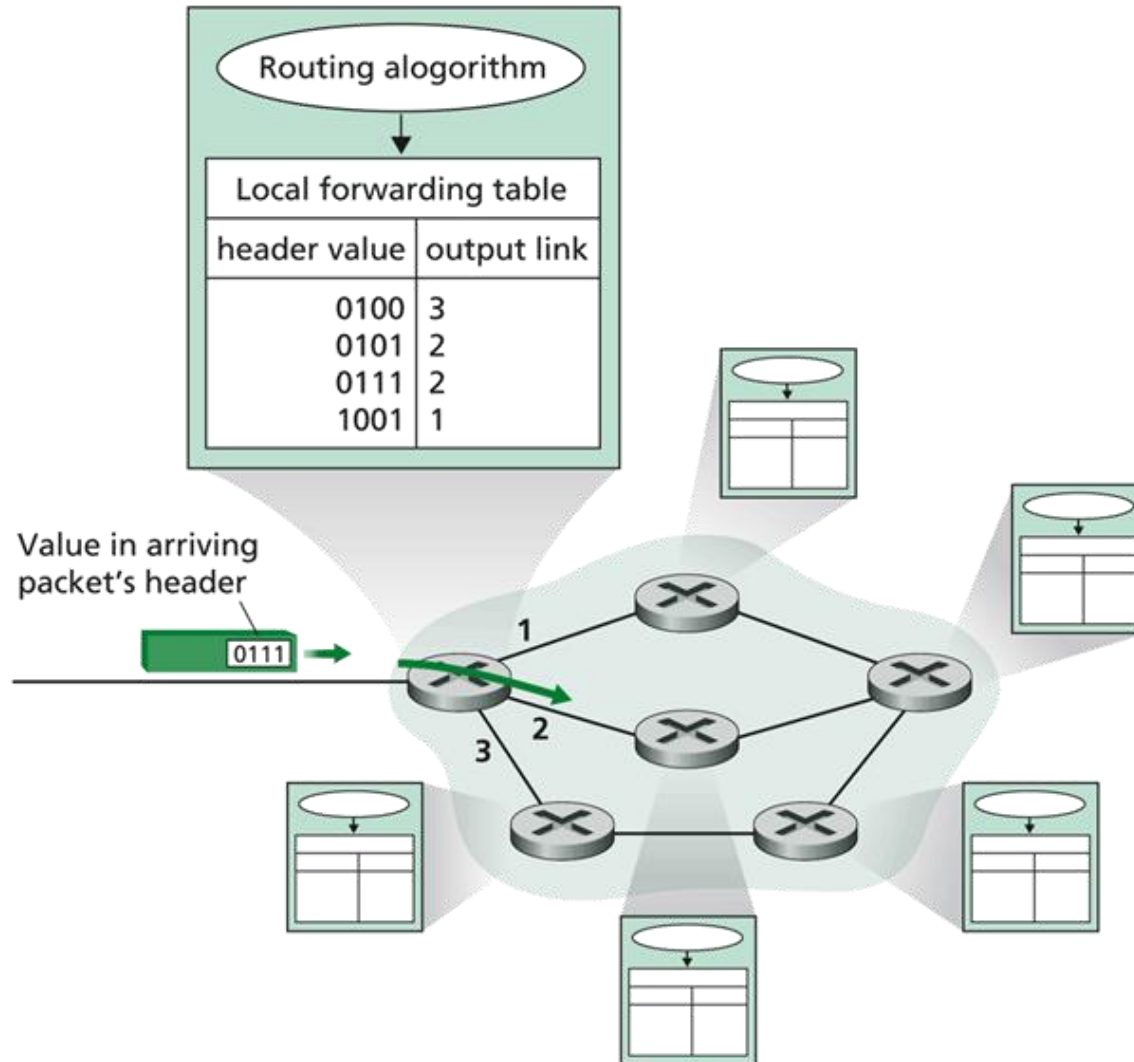 Routing alogorithm
Local forwarding table
header value output link
0100 3
0101 2
0111 2
1001 1
Value in arriving
packet's header
0111
1
2
3